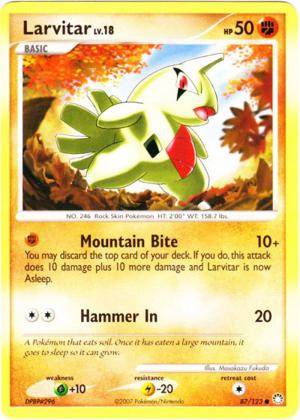 Larvitar LV.18 HP 50
BASIC
NO. 246 Rock Skin Pokémon HT: 2'00" WT: 158.7 lbs.
Mountain Bite 10+
You may discard the top card of your deck. If you do, this attack
does 10 damage plus 10 more damage and Larvitar is now
Asleep.
Hammer In 20
A Pokémon that eats soil. Once it has eaten a large mountain, it
goes to sleep so it can grow.
Illus. Masakazu Fukuda
weakness resistance retreat cost
+10 -20
DPBP#296 ©2007 Pokémon/Nintendo 87/123